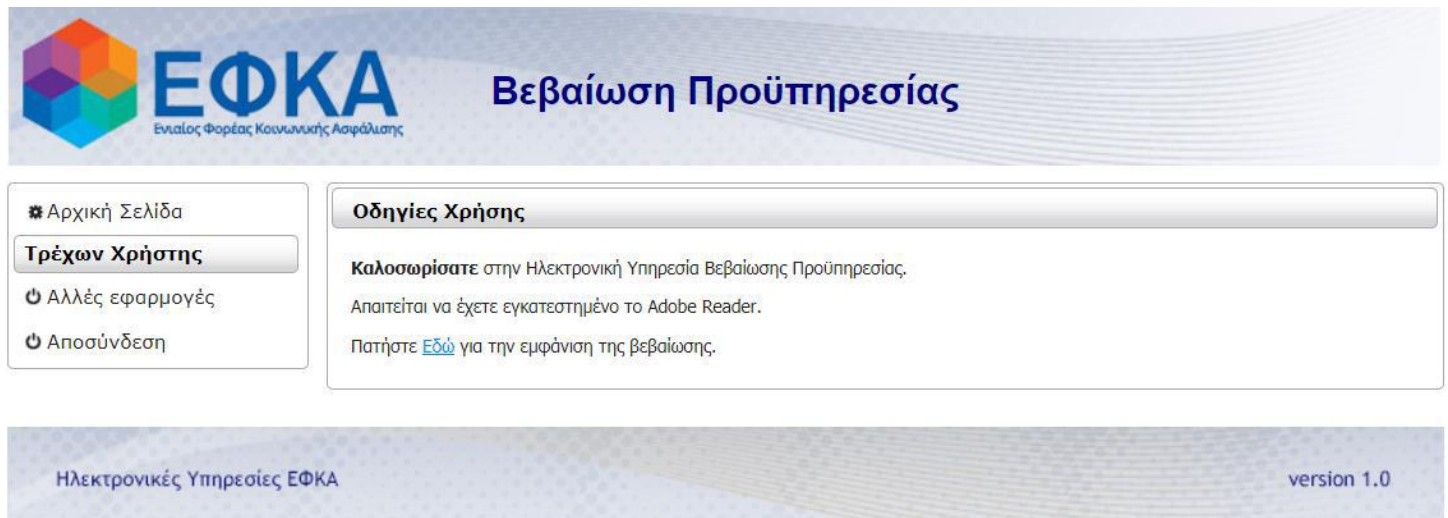 ΕΦΚΑ
Ενιαίος Φορέας Κοινωνικής Ασφάλισης
Βεβαίωση Προϋπηρεσίας
Αρχική Σελίδα
Τρέχων Χρήστης
Αλλές εφαρμογές
Αποσύνδεση
Οδηγίες Χρήσης
Καλοσωρίσατε στην Ηλεκτρονική Υπηρεσία Βεβαίωσης Προϋπηρεσίας.
Απαιτείται να έχετε εγκατεστημένο το Adobe Reader.
Πατήστε Εδώ για την εμφάνιση της βεβαίωσης.
Ηλεκτρονικές Υπηρεσίες ΕΦΚΑ
version 1.0